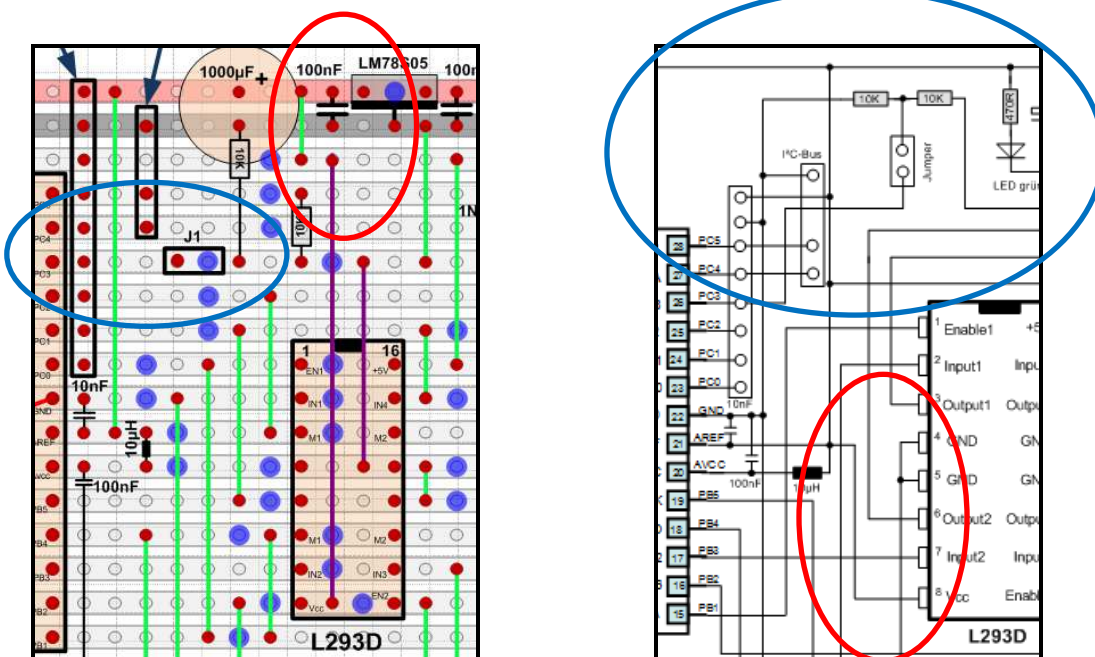 1000µF
+
100nF
LM78S05
10K
J1
PC4
PC3
PC2
PC1
PC0
10nF
AREF
10µH
100nF
PB5
PB4
PB3
PB2
PB1
1
16
EN1
+5V
IN1
IN4
M1
M2
M1
M2
IN2
IN3
Vcc
EN2
L293D
10K
10K
470R
I²C-Bus
Jumper
28
PC5
27
PC4
26
PC3
25
PC2
24
PC1
23
PC0
22
GND
10nF
21
AREF
20
AVCC
100nF
10µH
19
PB5
18
PB4
17
PB3
16
PB2
15
PB1
LED grün
1
Enable1
2
Input1
3
Output1
4
GND
5
GND
6
Output2
7
Input2
8
Vcc
L293D